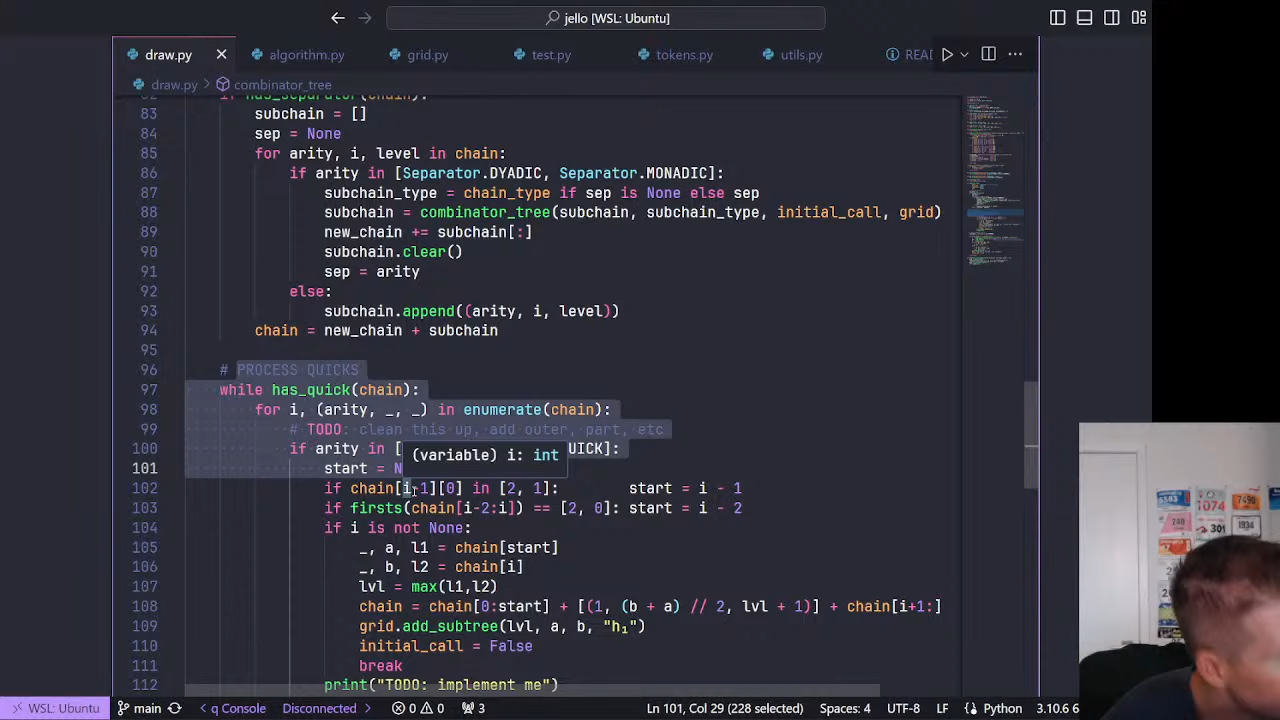 jello [WSL: Ubuntu]
draw.py
algorithm.py
grid.py
test.py
tokens.py
utils.py
READ
draw.py > combinator_tree
82 if has_separator(chain):
83 subchain = []
84 sep = None
85 for arity, i, level in chain:
86 if arity in [Separator.DYADIC, Separator.MONADIC]:
87 subchain_type = chain_type if sep is None else sep
88 subchain = combinator_tree(subchain, subchain_type, initial_call, grid)
89 new_chain += subchain[:]
90 subchain.clear()
91 sep = arity
92 else:
93 subchain.append((arity, i, level))
94 chain = new_chain + subchain
95
96 # PROCESS QUICKS
97 while has_quick(chain):
98 for i, (arity, _, _) in enumerate(chain):
99 # TODO: clean this up, add outer, part, etc
100 if arity in [ UICK]:
(variable) i: int
101 start = N
102 if chain[i-1][0] in [2, 1]: start = i - 1
103 if firsts(chain[i-2:i]) == [2, 0]: start = i - 2
104 if i is not None:
105 _, a, l1 = chain[start]
106 _, b, l2 = chain[i]
107 lvl = max(l1,l2)
108 chain = chain[0:start] + [(1, (b + a) // 2, lvl + 1)] + chain[i+1:]
109 grid.add_subtree(lvl, a, b, "h₁")
110 initial_call = False
111 break
112 print("TODO: implement me")
WSL: Ubuntu
main
q Console
Disconnected
0
0
3
Ln 101, Col 29 (228 selected)
Spaces: 4
UTF-8
LF
Python
3.10.6